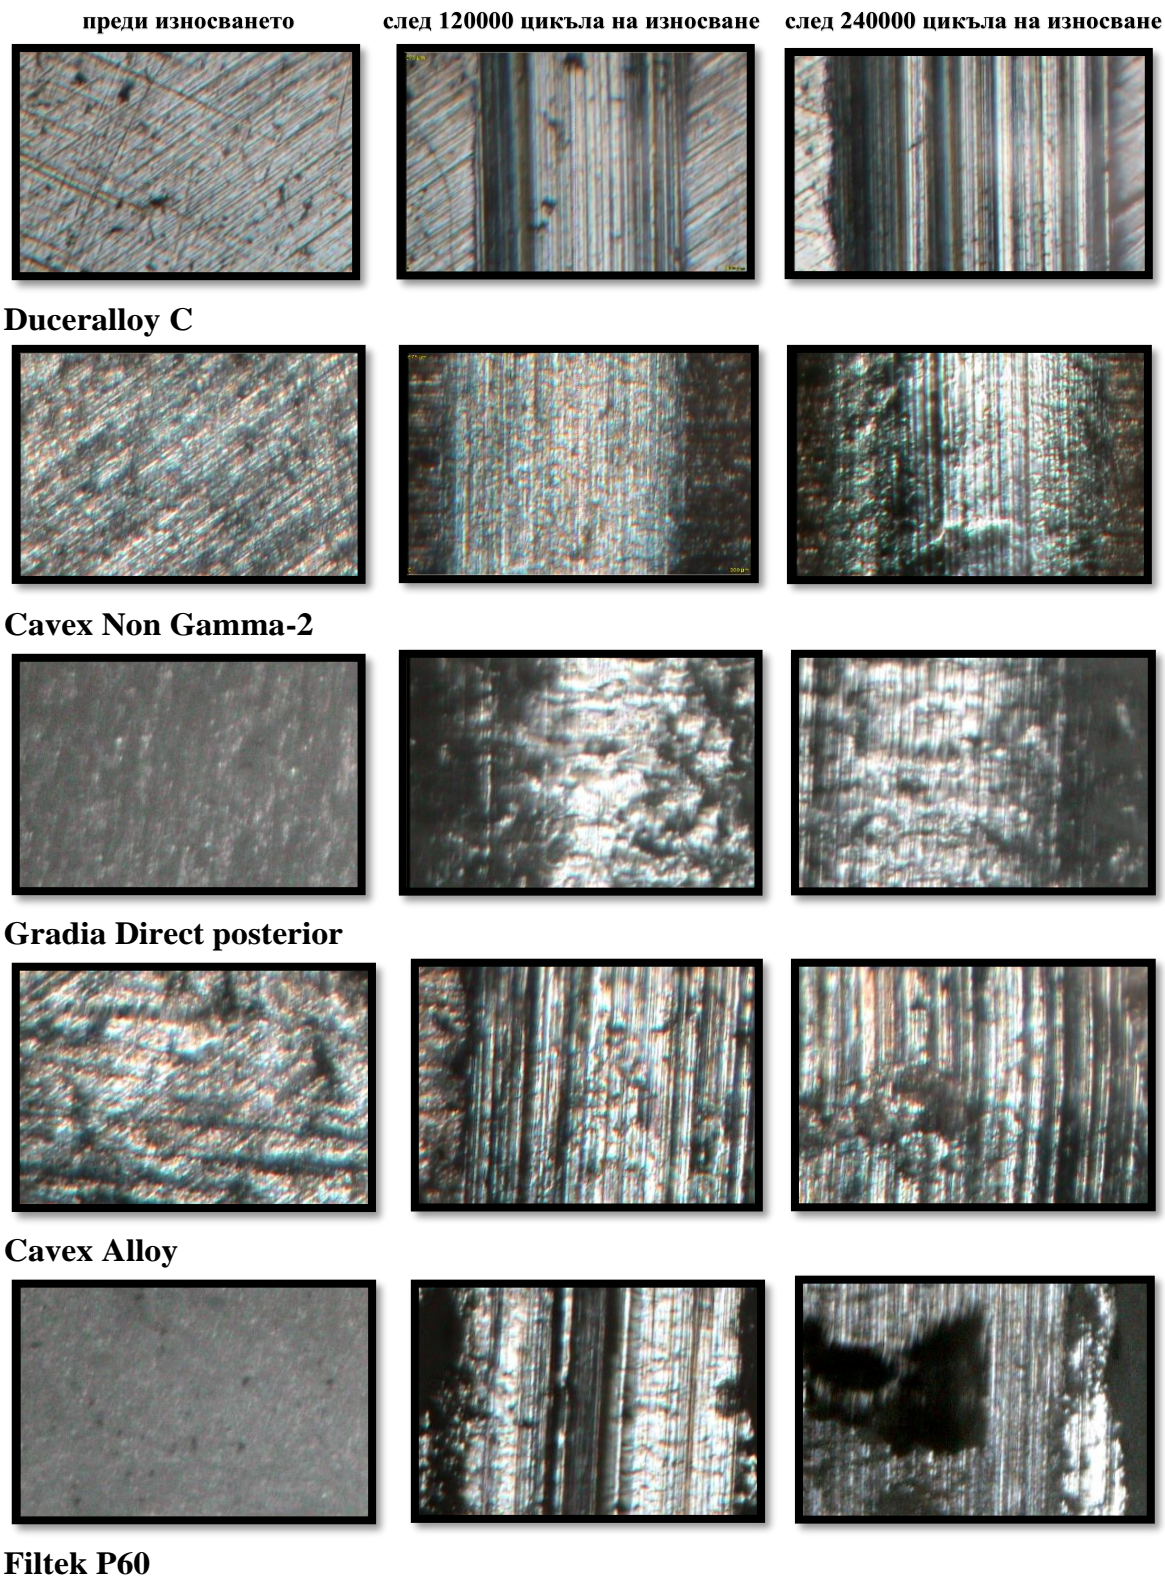 преди износването след 120000 цикъла на износване след 240000 цикъла на износване
Duceralloy C
Cavex Non Gamma-2
Gradia Direct posterior
Cavex Alloy
Filtek P60